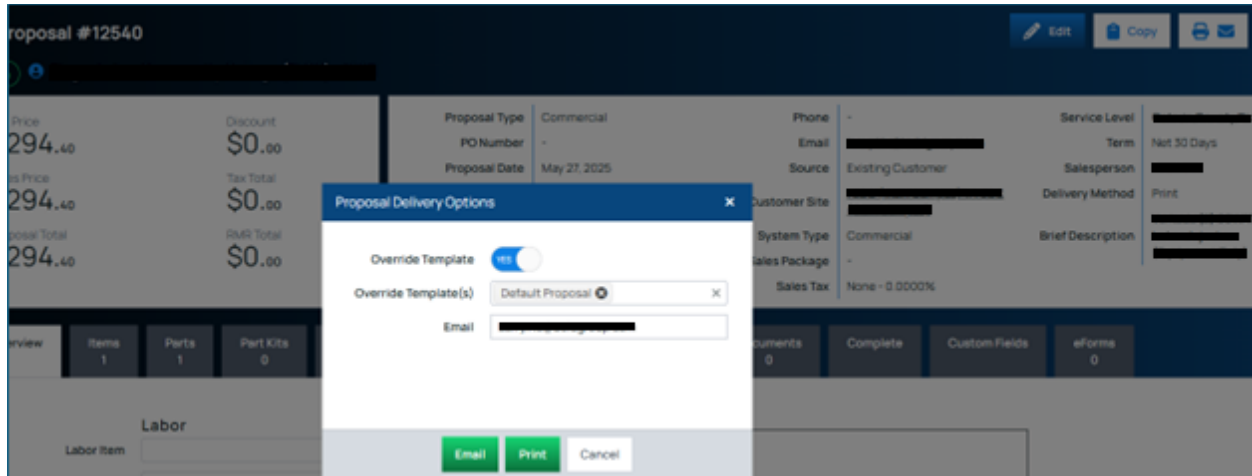 roposal #12540
Edit
Copy
Price
Discount
294.40
$0.00
es Price
Tax Total
294.40
$0.00
posal Total
RMR Total
294.40
$0.00
Proposal Type Commercial
PO Number -
Proposal Date May 27, 2025
Phone -
Email
Source Existing Customer
Customer Site
System Type Commercial
Sales Package -
Sales Tax None - 0.0000%
Service Level
Term Net 30 Days
Salesperson
Delivery Method Print
Brief Description
Proposal Delivery Options
Override Template YES
Override Template(s) Default Proposal
Email
Email Print Cancel
erview
Items 1
Parts 1
Part Kits 0
cuments 0
Complete
Custom Fields
eForms 0
Labor
Labor Item